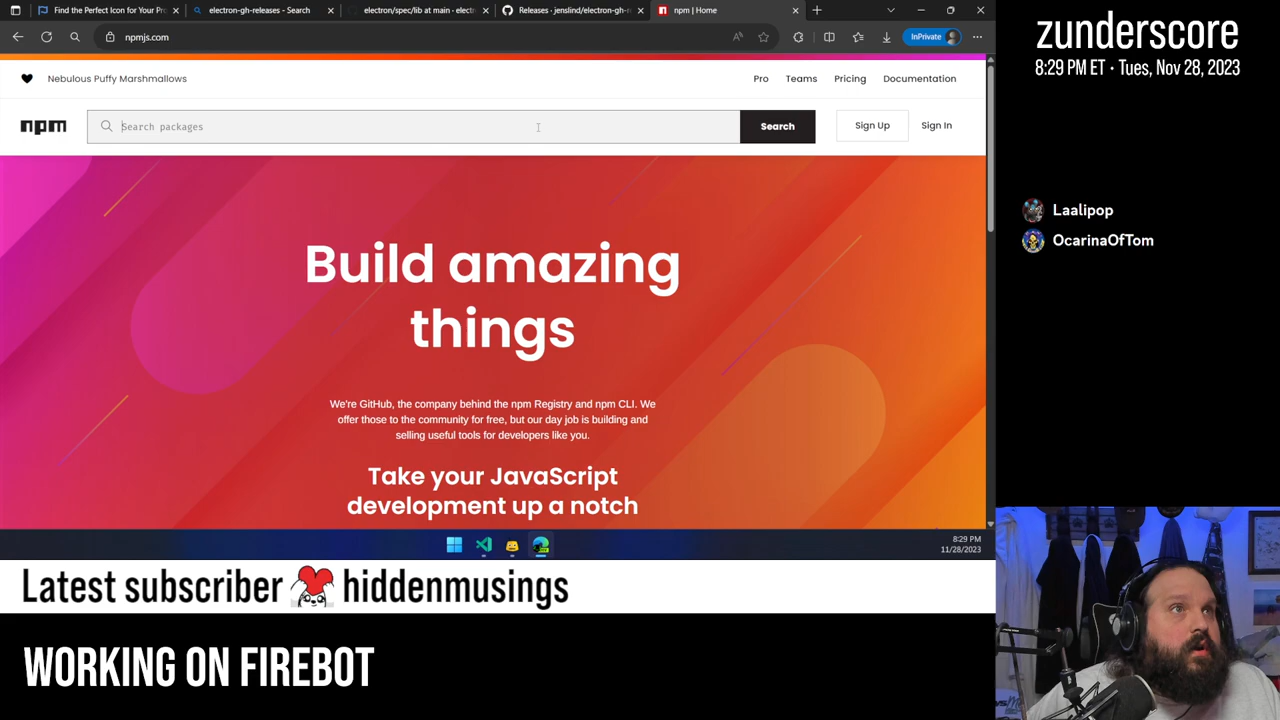 Find the Perfect Icon for Your Pro
electron-gh-releases - Search
electron/spec/lib at main · electr
Releases · jenslind/electron-gh-r
npm | Home
npmjs.com
InPrivate
Nebulous Puffy Marshmallows
Pro
Teams
Pricing
Documentation
npm
Search packages
Search
Sign Up
Sign In
Build amazing
things
We're GitHub, the company behind the npm Registry and npm CLI. We
offer those to the community for free, but our day job is building and
selling useful tools for developers like you.
Take your JavaScript
development up a notch
8:29 PM
11/28/2023
zunderscore
8:29 PM ET · Tues, Nov 28, 2023
Laalipop
OcarinaOfTom
Latest subscriber hiddenmusings
WORKING ON FIREBOT